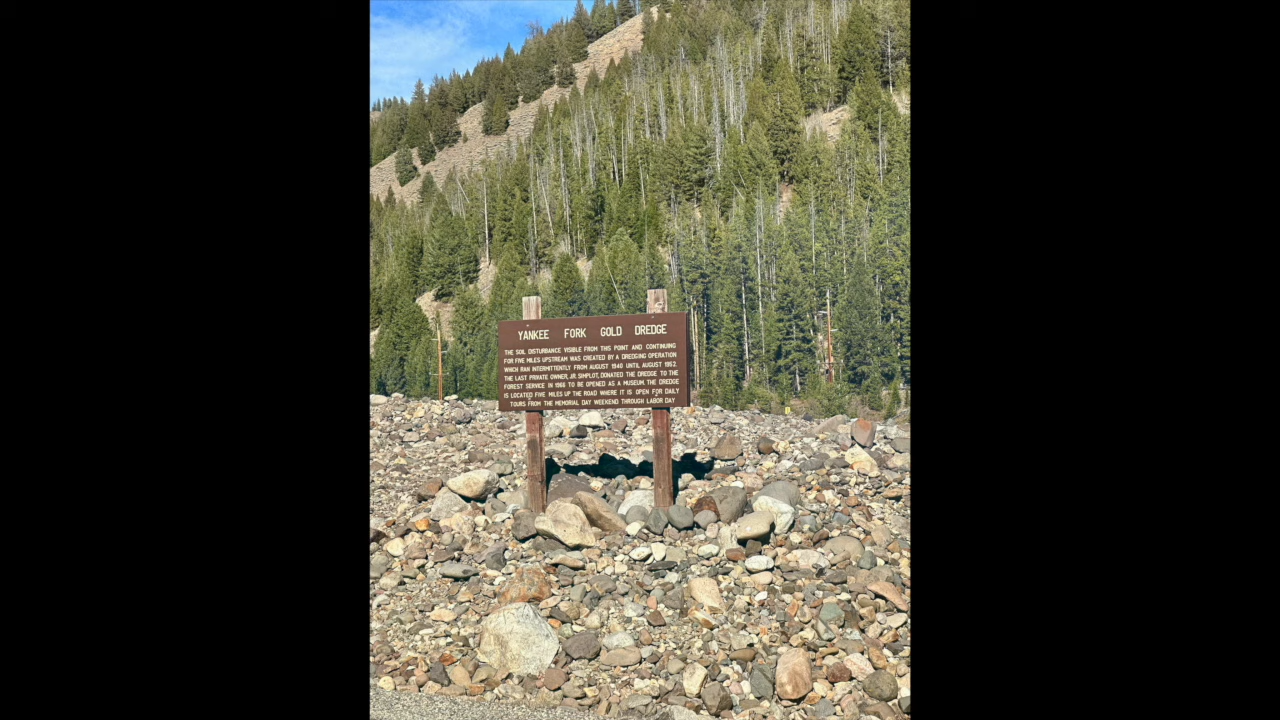 YANKEE FORK GOLD DREDGE
THE SOIL DISTURBANCE VISIBLE FROM THIS POINT AND CONTINUING
FOR FIVE MILES UPSTREAM WAS CREATED BY A DREDGING OPERATION
WHICH RAN INTERMITTENTLY FROM AUGUST 1940 UNTIL AUGUST 1952.
THE LAST PRIVATE OWNER, J.R. SIMPLOT, DONATED THE DREDGE TO THE
FOREST SERVICE IN 1966 TO BE OPENED AS A MUSEUM. THE DREDGE
IS LOCATED FIVE MILES UP THE ROAD WHERE IT IS OPEN FOR DAILY
TOURS FROM THE MEMORIAL DAY WEEKEND THROUGH LABOR DAY